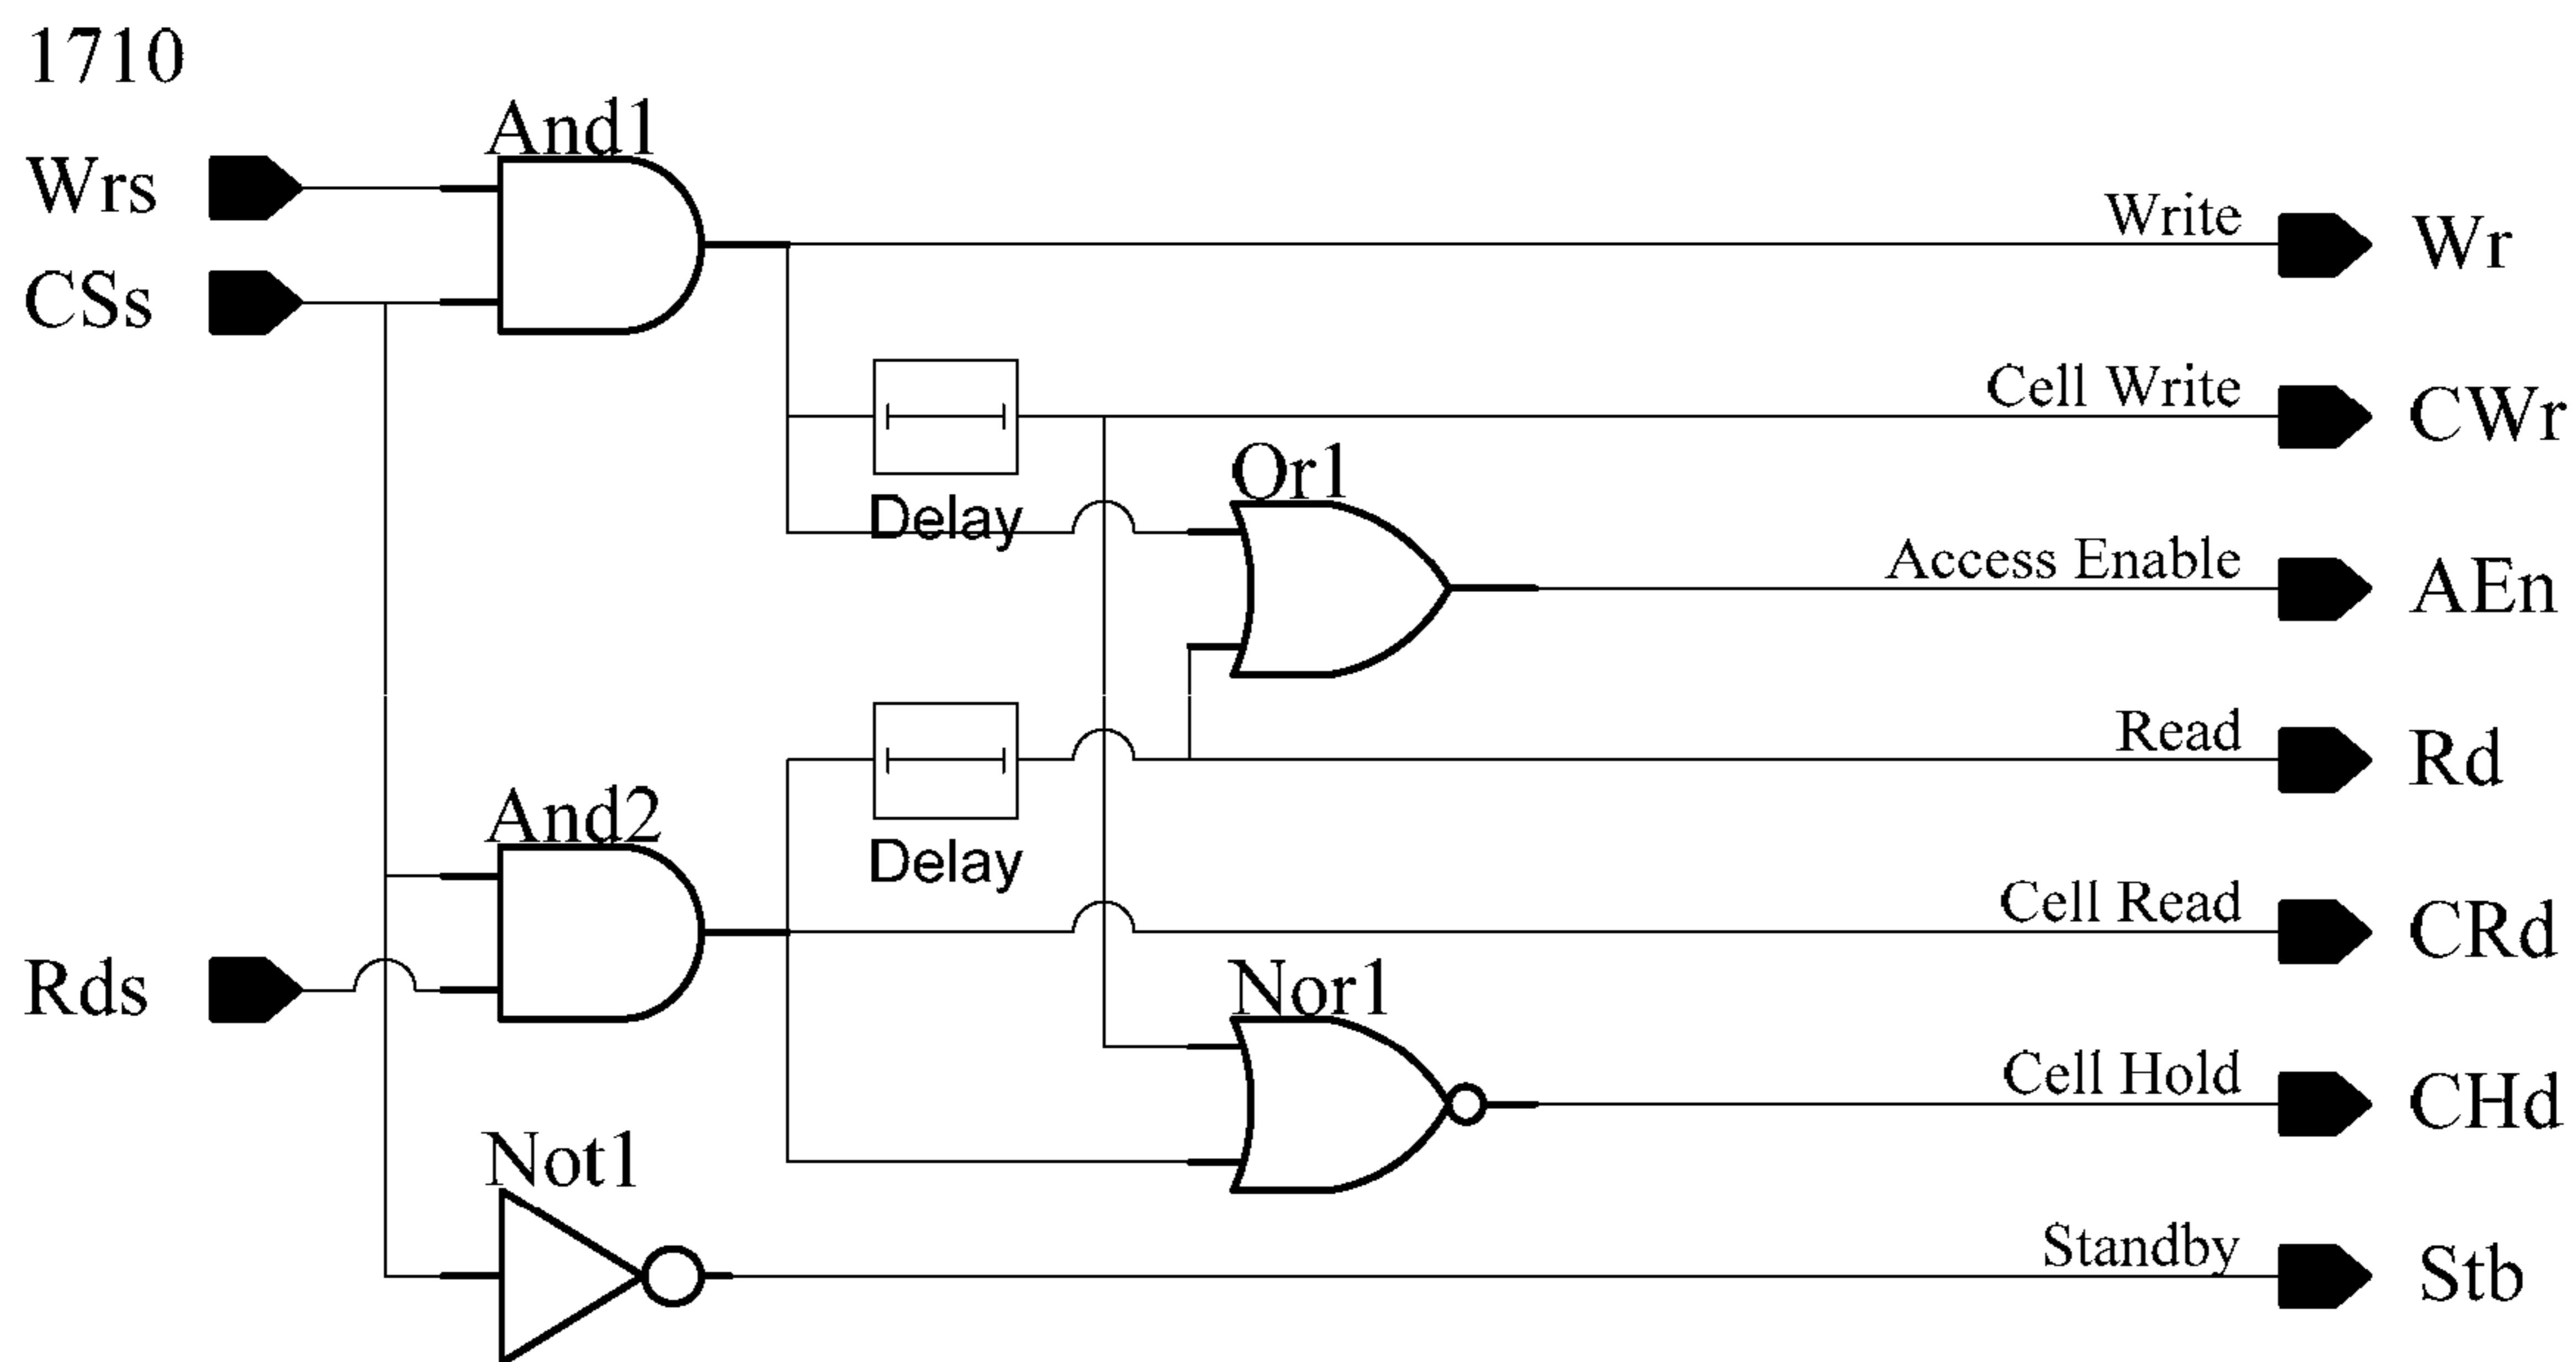 1710
And1
Wrs
Write
Wr
CSs
Cell Write
CWr
Or1
Delay
Access Enable
AEn
Read
Rd
And2
Delay
Cell Read
CRd
Rds
Nor1
Cell Hold
CHd
Not1
Standby
Stb